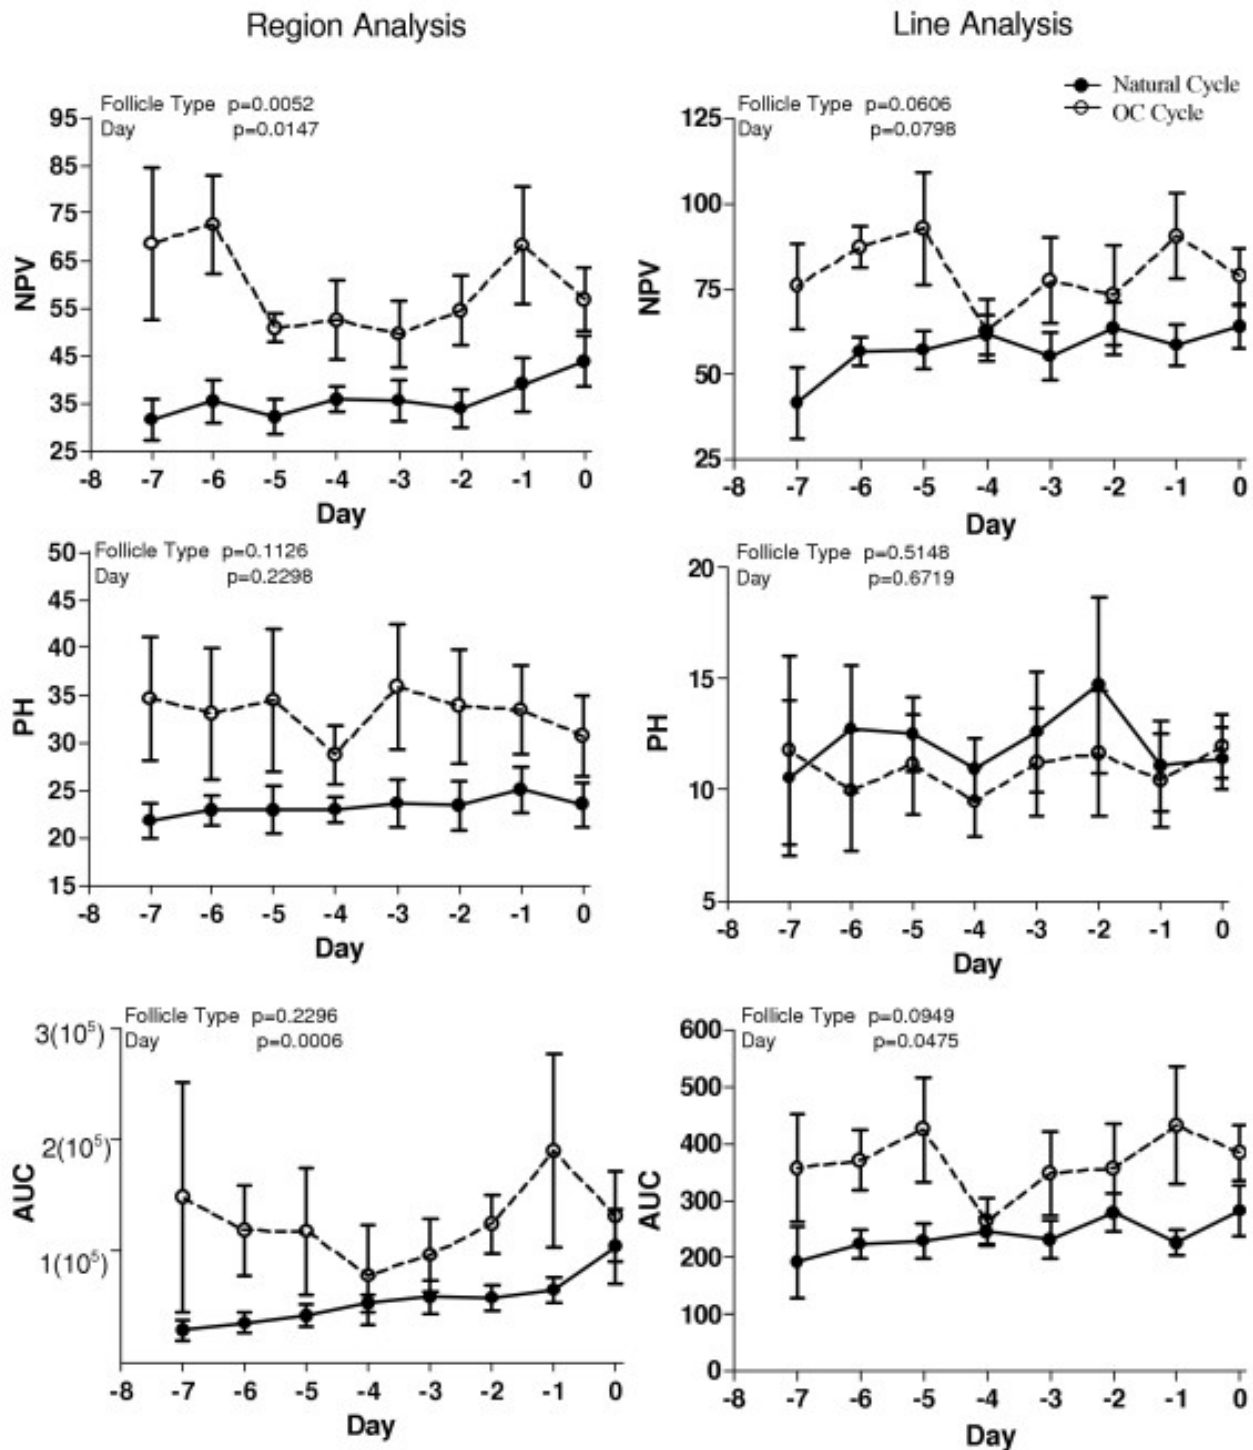 Region Analysis
Line Analysis
Natural Cycle
OC Cycle
Follicle Type p=0.0052
Day p=0.0147
95
85
75
65
55
45
35
25
NPV
-8 -7 -6 -5 -4 -3 -2 -1 0
Day
Follicle Type p=0.0606
Day p=0.0798
125
100
75
50
25
NPV
-8 -7 -6 -5 -4 -3 -2 -1 0
Day
Follicle Type p=0.1126
Day p=0.2298
50
45
40
35
30
25
20
15
PH
-8 -7 -6 -5 -4 -3 -2 -1 0
Day
Follicle Type p=0.5148
Day p=0.6719
20
15
10
5
PH
-8 -7 -6 -5 -4 -3 -2 -1 0
Day
Follicle Type p=0.2296
Day p=0.0006
3(10⁵)
2(10⁵)
1(10⁵)
AUC
-8 -7 -6 -5 -4 -3 -2 -1 0
Day
Follicle Type p=0.0949
Day p=0.0475
600
500
400
300
200
100
0
AUC
-8 -7 -6 -5 -4 -3 -2 -1 0
Day